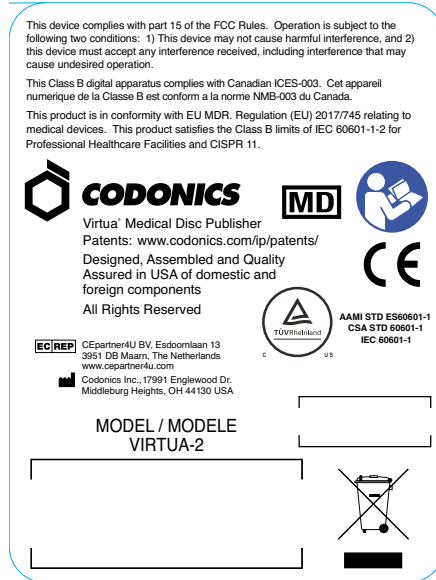 This device complies with part 15 of the FCC Rules.  Operation is subject to the
following two conditions:  1) This device may not cause harmful interference, and 2)
this device must accept any interference received, including interference that may
cause undesired operation.
This Class B digital apparatus complies with Canadian ICES-003.  Cet appareil
numerique de la Classe B est conform a la norme NMB-003 du Canada.
This product is in conformity with EU MDR. Regulation (EU) 2017/745 relating to
medical devices.  This product satisfies the Class B limits of IEC 60601-1-2 for
Professional Healthcare Facilities and CISPR 11.
CODONICS
MD
Virtua® Medical Disc Publisher
Patents:  www.codonics.com/ip/patents/
Designed, Assembled and Quality
Assured in USA of domestic and
foreign components
All Rights Reserved
CE
TÜVRheinland
C US
AAMI STD ES60601-1
CSA STD 60601-1
IEC 60601-1
EC REP
CEpartner4U BV, Esdoornlaan 13
3951 DB Maarn, The Netherlands
www.cepartner4u.com
Codonics Inc.,17991 Englewood Dr.
Middleburg Heights, OH 44130 USA
MODEL / MODELE
VIRTUA-2